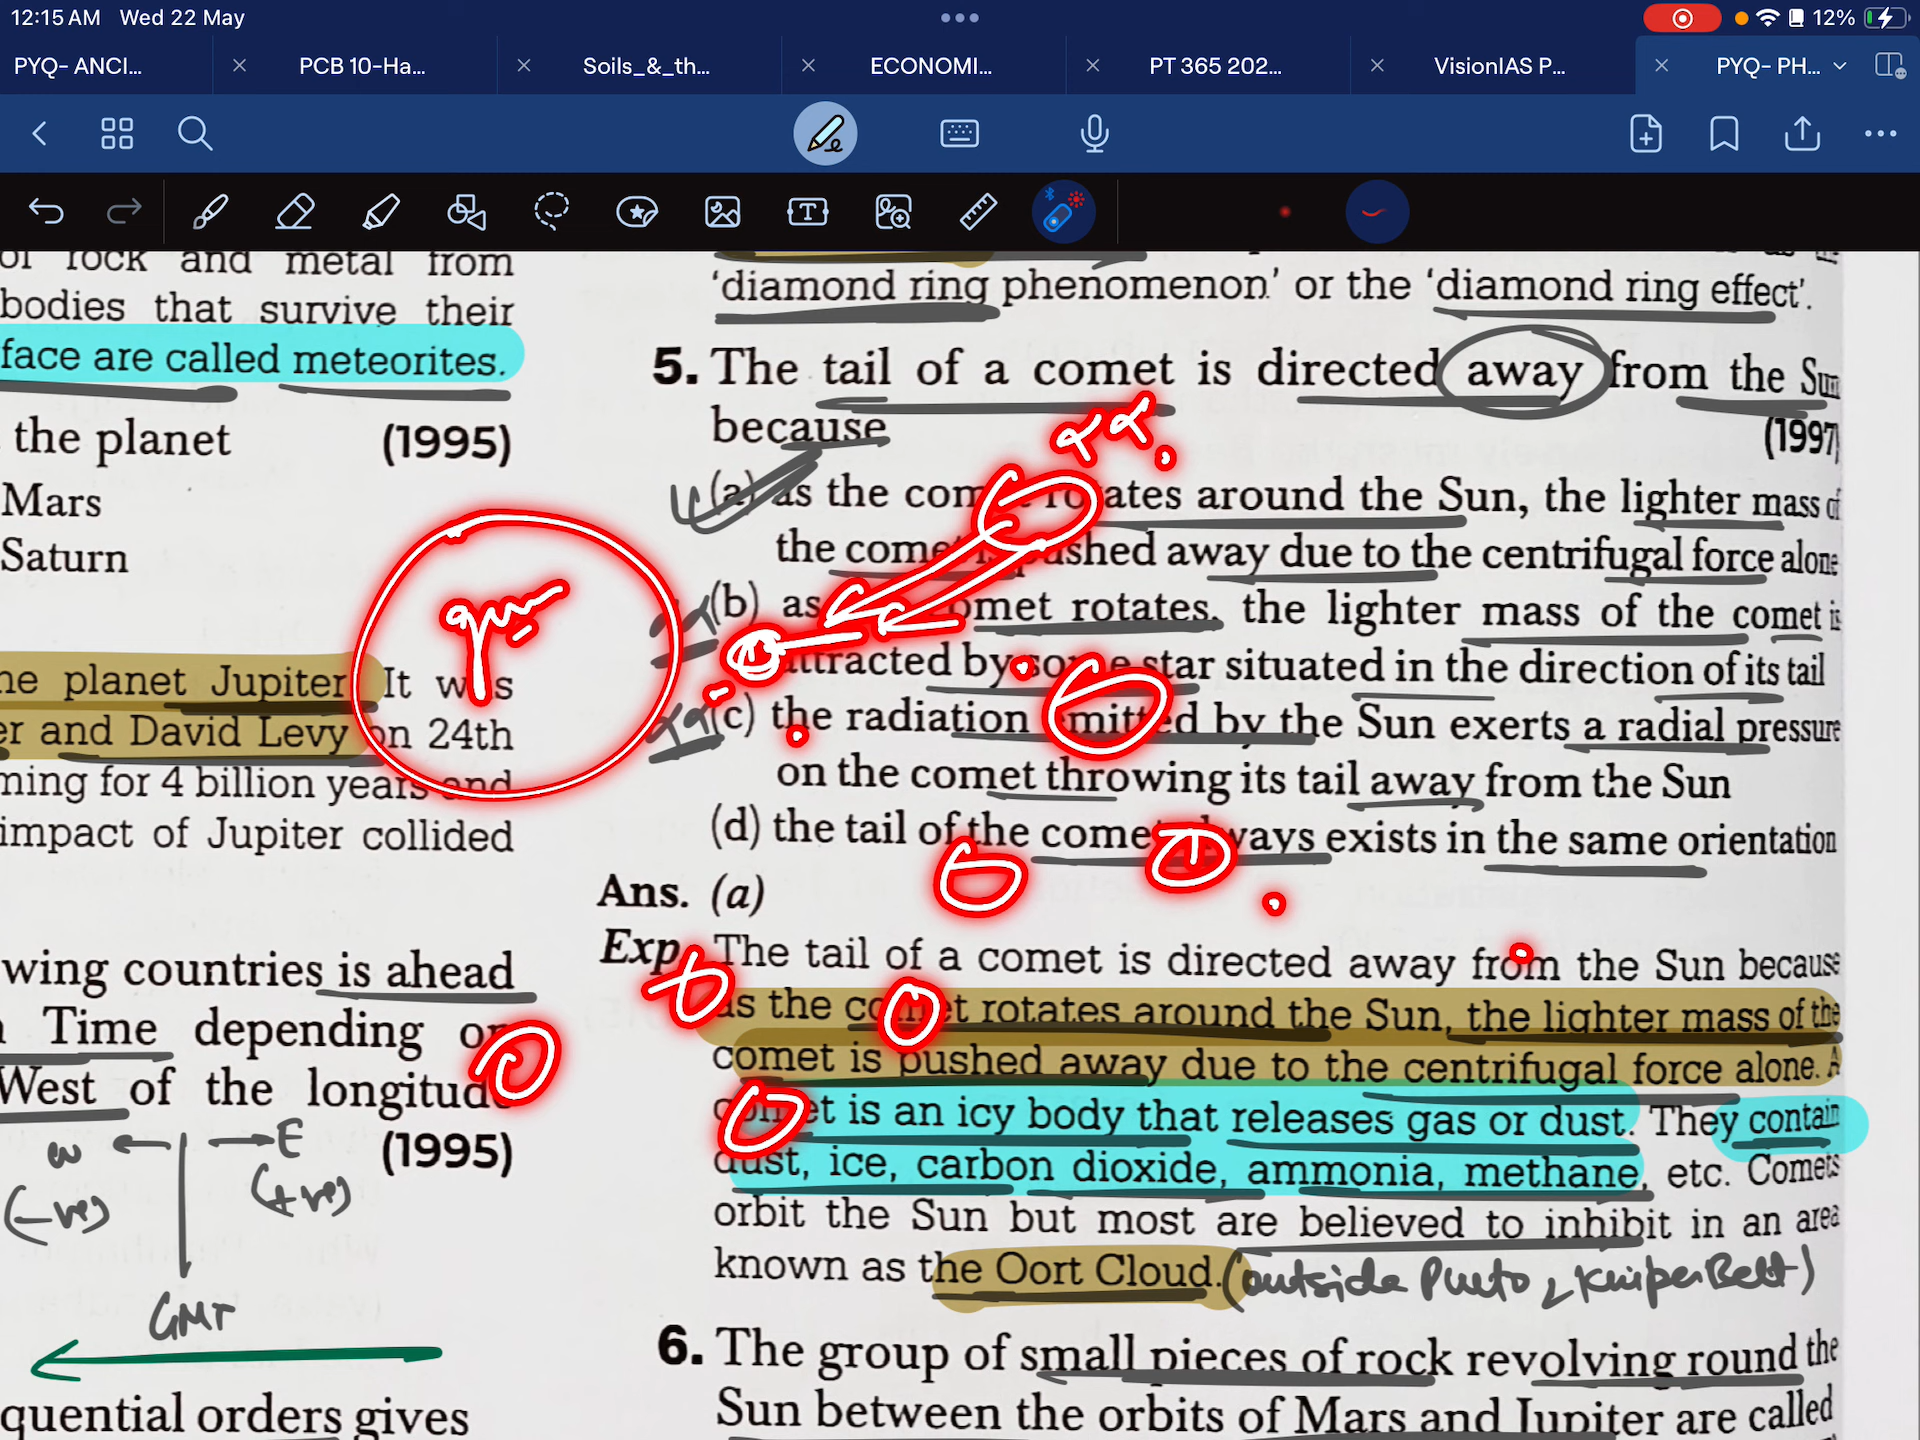 12:15 AM Wed 22 May
12%
PYQ- ANCI...
PCB 10-Ha...
Soils_&_th...
ECONOMI...
PT 365 202...
VisionIAS P...
PYQ- PH...
of rock and metal from
bodies that survive their
face are called meteorites.
the planet (1995)
Mars
Saturn
ne planet Jupiter. It was
er and David Levy on 24th
ming for 4 billion years and
impact of Jupiter collided
wing countries is ahead
Time depending or
West of the longitude
(1995)
W E
(-ve) (+ve)
GMT
quential orders gives
'diamond ring phenomenon' or the 'diamond ring effect'.
5. The tail of a comet is directed away from the Sun
because (1997)
(a) as the comet rotates around the Sun, the lighter mass of
the comet is pushed away due to the centrifugal force alone
(b) as comet rotates, the lighter mass of the comet is
attracted by some star situated in the direction of its tail
(c) the radiation emitted by the Sun exerts a radial pressure
on the comet throwing its tail away from the Sun
(d) the tail of the comet always exists in the same orientation
Ans. (a)
Exp. The tail of a comet is directed away from the Sun because
as the comet rotates around the Sun, the lighter mass of the
comet is pushed away due to the centrifugal force alone. A
comet is an icy body that releases gas or dust. They contain
dust, ice, carbon dioxide, ammonia, methane, etc. Comets
orbit the Sun but most are believed to inhibit in an area
known as the Oort Cloud. (outside Pluto & KuiperBelt)
6. The group of small pieces of rock revolving round the
Sun between the orbits of Mars and Jupiter are called